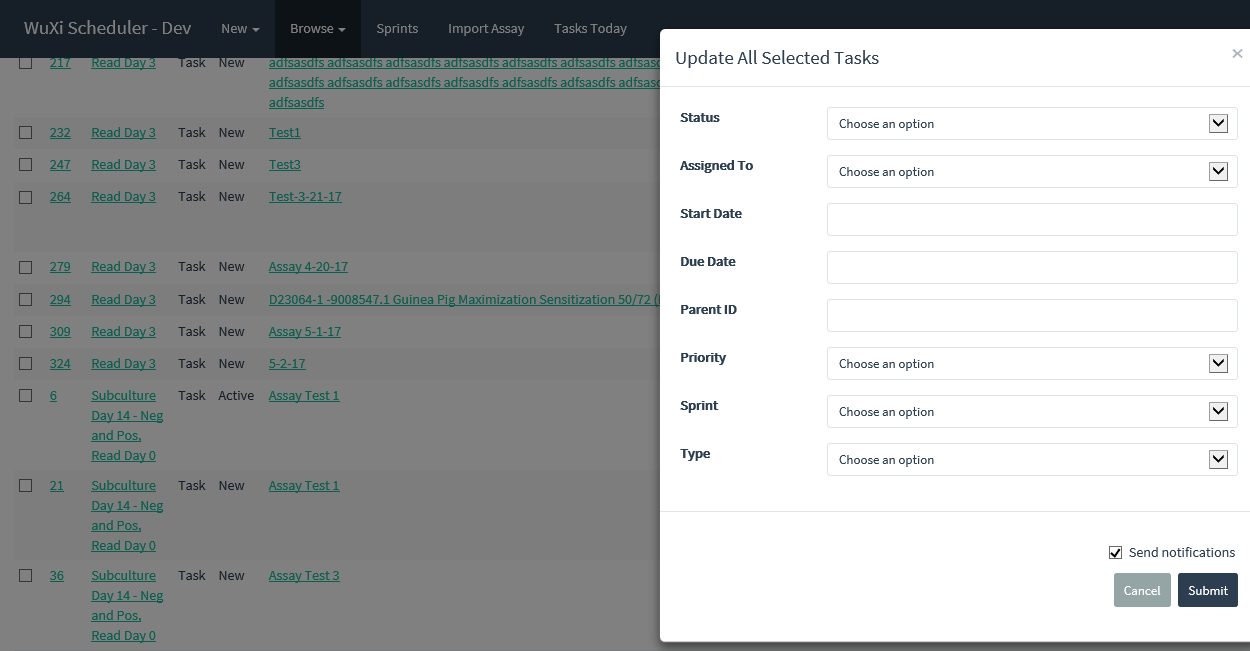 WuXi Scheduler - Dev New Browse Sprints Import Assay Tasks Today
217 Read Day 3 Task New adfsasdfs adfsasdfs adfsasdfs adfsasdfs adfsasdfs adfsasdfs
adfsasdfs adfsasdfs adfsasdfs adfsasdfs adfsasdfs adfsasdfs
adfsasdfs
232 Read Day 3 Task New Test1
247 Read Day 3 Task New Test3
264 Read Day 3 Task New Test-3-21-17
279 Read Day 3 Task New Assay 4-20-17
294 Read Day 3 Task New D23064-1 -9008547.1 Guinea Pig Maximization Sensitization 50/72 (
309 Read Day 3 Task New Assay 5-1-17
324 Read Day 3 Task New 5-2-17
6 Subculture Task Active Assay Test 1
Day 14 - Neg
and Pos,
Read Day 0
21 Subculture Task New Assay Test 1
Day 14 - Neg
and Pos,
Read Day 0
36 Subculture Task New Assay Test 3
Day 14 - Neg
and Pos,
Read Day 0
Update All Selected Tasks ×
Status Choose an option
Assigned To Choose an option
Start Date
Due Date
Parent ID
Priority Choose an option
Sprint Choose an option
Type Choose an option
Send notifications
Cancel Submit